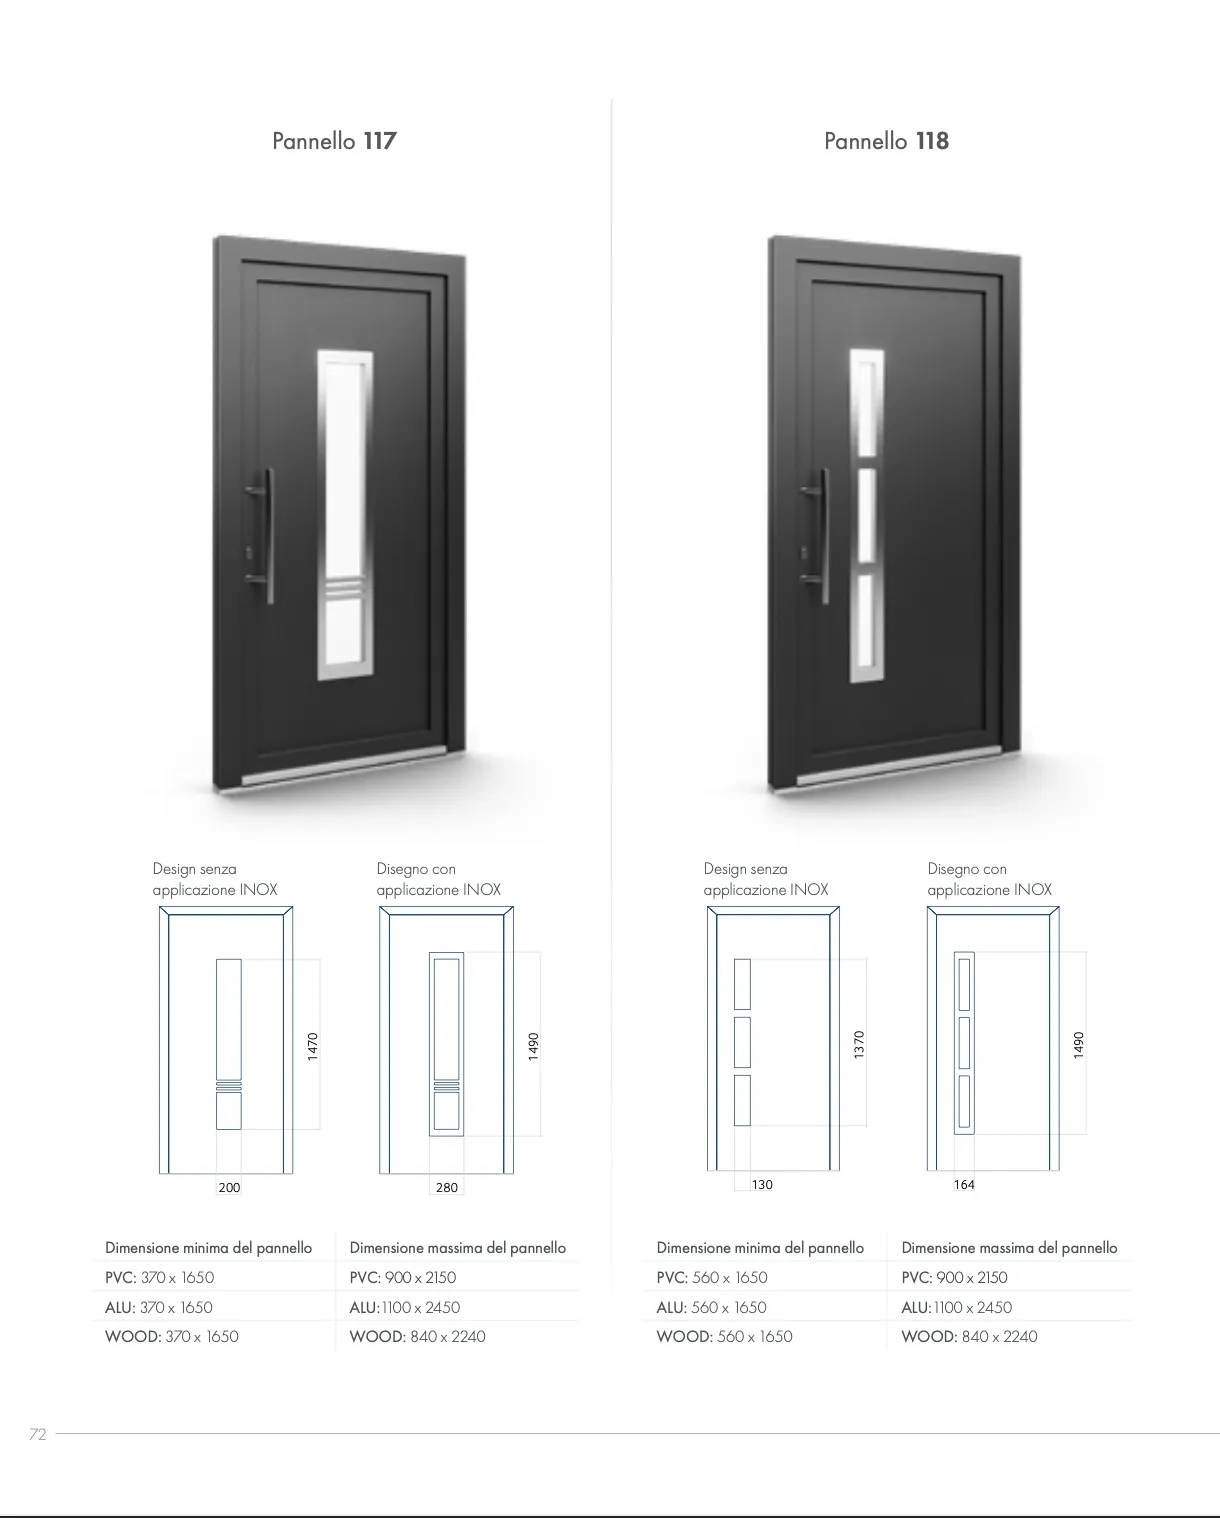 Pannello 117
Design senza
applicazione INOX
Disegno con
applicazione INOX
1470
1490
200
280
Dimensione minima del pannello
PVC: 370 x 1650
ALU: 370 x 1650
WOOD: 370 x 1650
Dimensione massima del pannello
PVC: 900 x 2150
ALU:1100 x 2450
WOOD: 840 x 2240
Pannello 118
Design senza
applicazione INOX
Disegno con
applicazione INOX
1370
1490
130
164
Dimensione minima del pannello
PVC: 560 x 1650
ALU: 560 x 1650
WOOD: 560 x 1650
Dimensione massima del pannello
PVC: 900 x 2150
ALU:1100 x 2450
WOOD: 840 x 2240
72